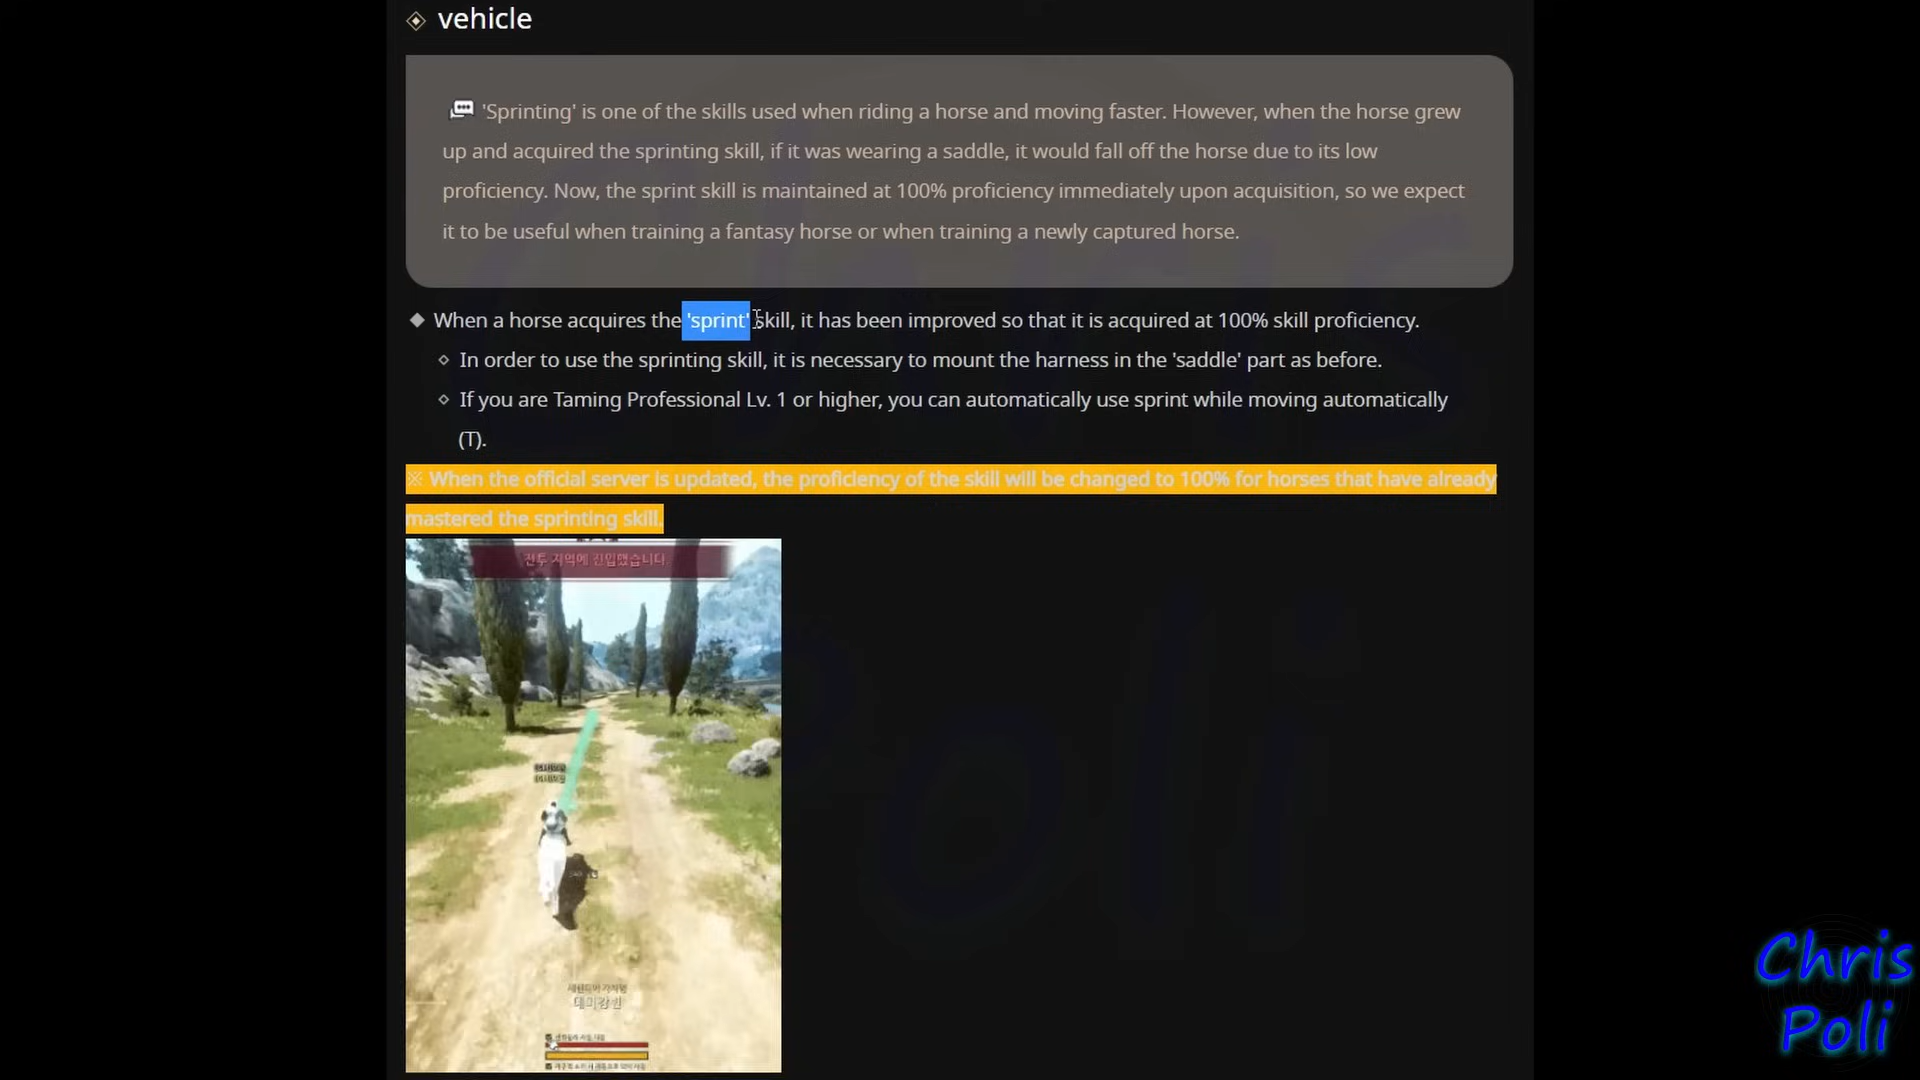 vehicle
'Sprinting' is one of the skills used when riding a horse and moving faster. However, when the horse grew
up and acquired the sprinting skill, if it was wearing a saddle, it would fall off the horse due to its low
proficiency. Now, the sprint skill is maintained at 100% proficiency immediately upon acquisition, so we expect
it to be useful when training a fantasy horse or when training a newly captured horse.
When a horse acquires the 'sprint' skill, it has been improved so that it is acquired at 100% skill proficiency.
In order to use the sprinting skill, it is necessary to mount the harness in the 'saddle' part as before.
If you are Taming Professional Lv. 1 or higher, you can automatically use sprint while moving automatically
(T).
※ When the official server is updated, the proficiency of the skill will be changed to 100% for horses that have already
mastered the sprinting skill.
전투 지역에 진입했습니다
Chris
Poli